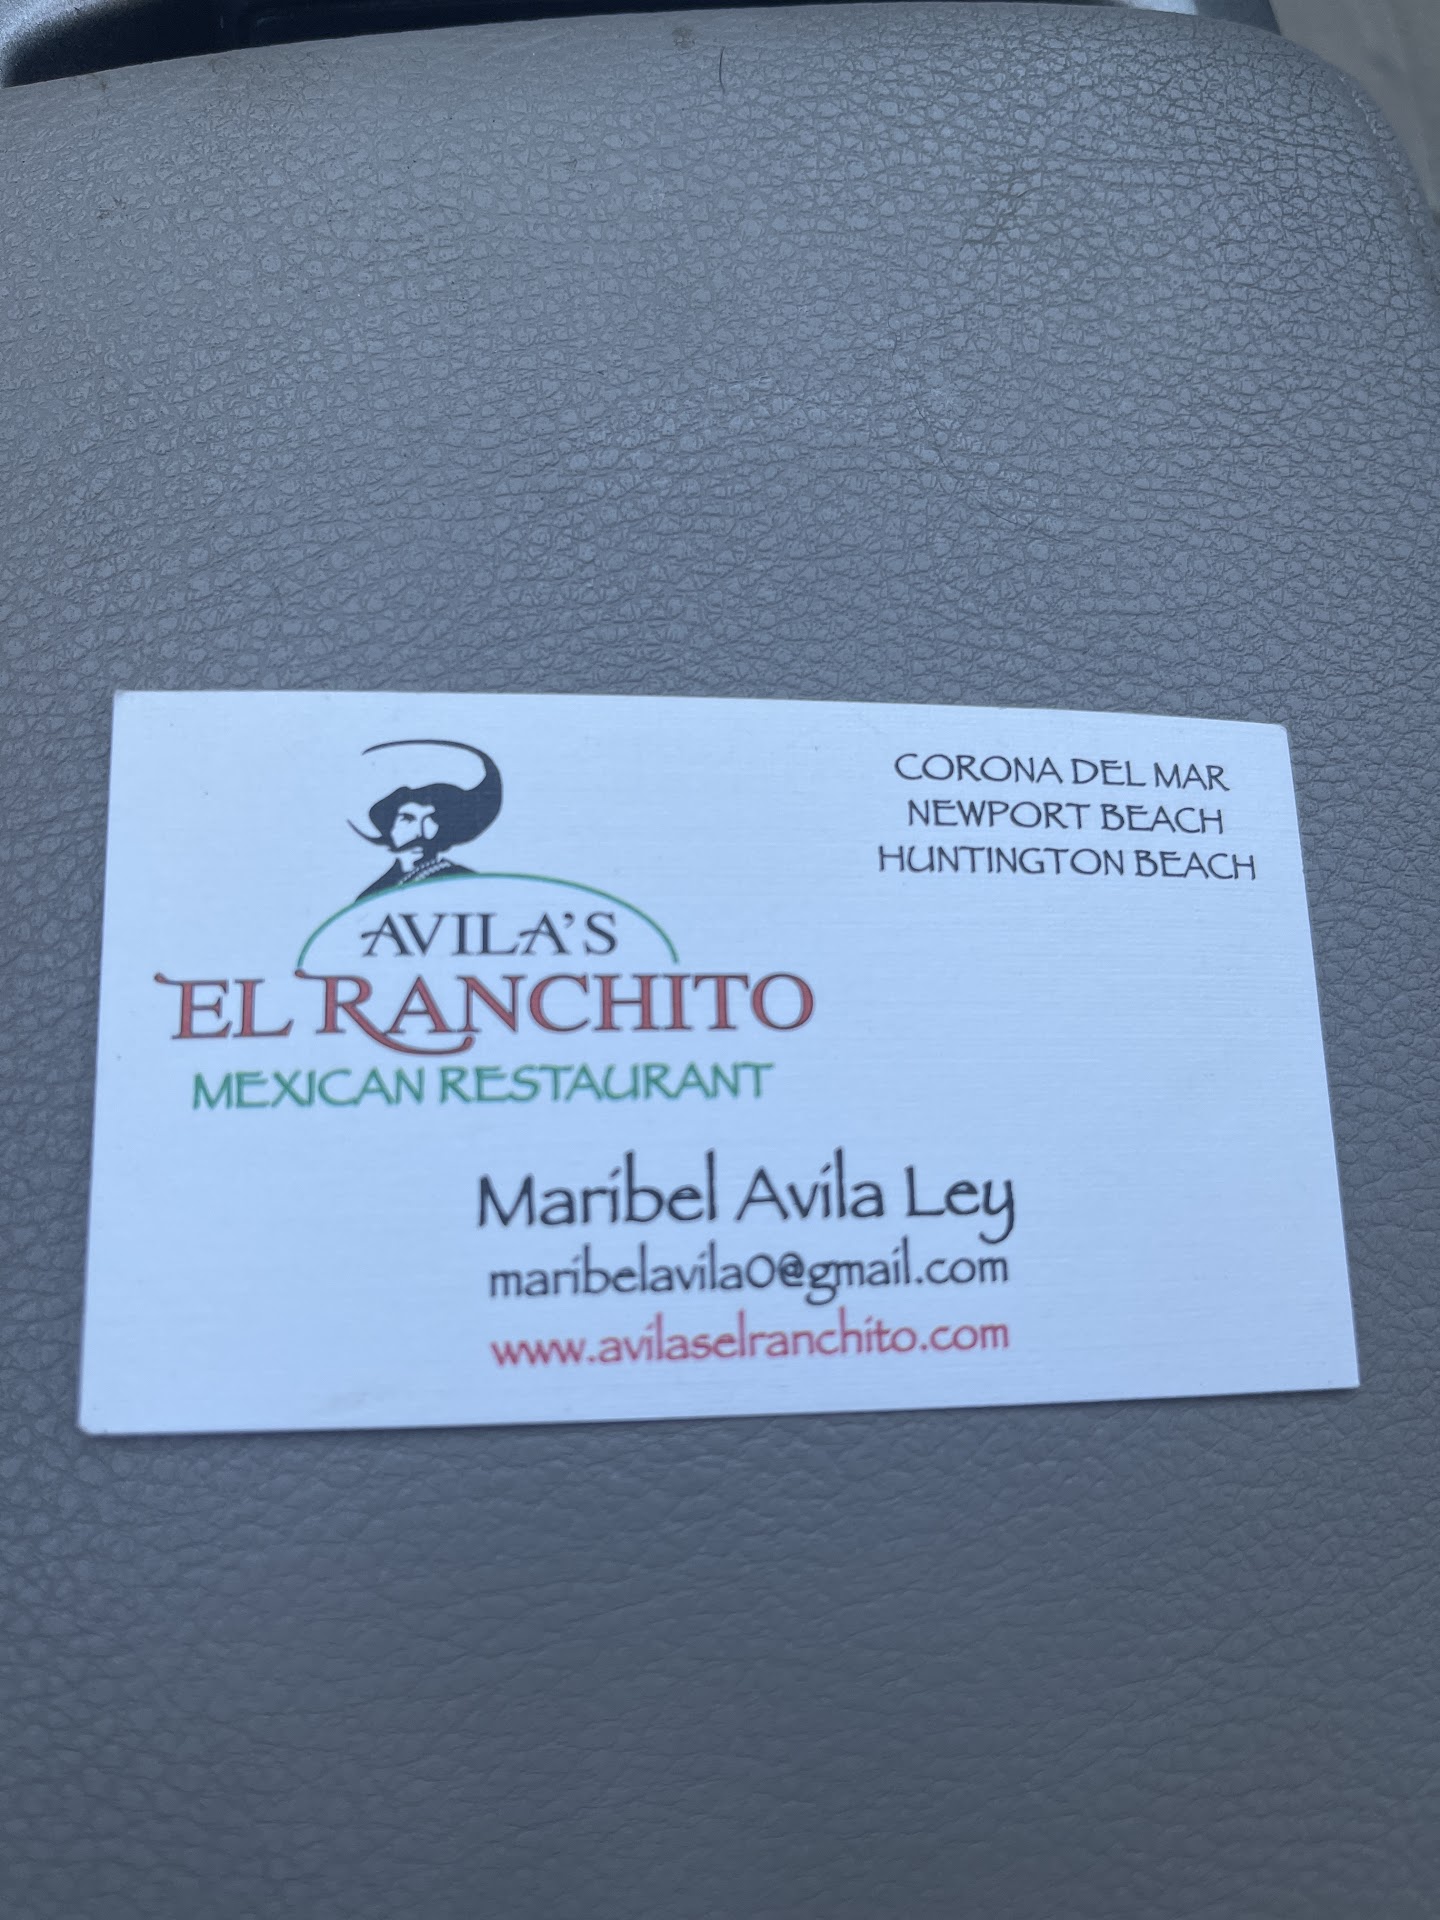 CORONA DEL MAR
NEWPORT BEACH
HUNTINGTON BEACH
AVILA'S
EL RANCHITO
MEXICAN RESTAURANT
Maribel Avila Ley
maribelavila0@gmail.com
www.avilaselranchito.com